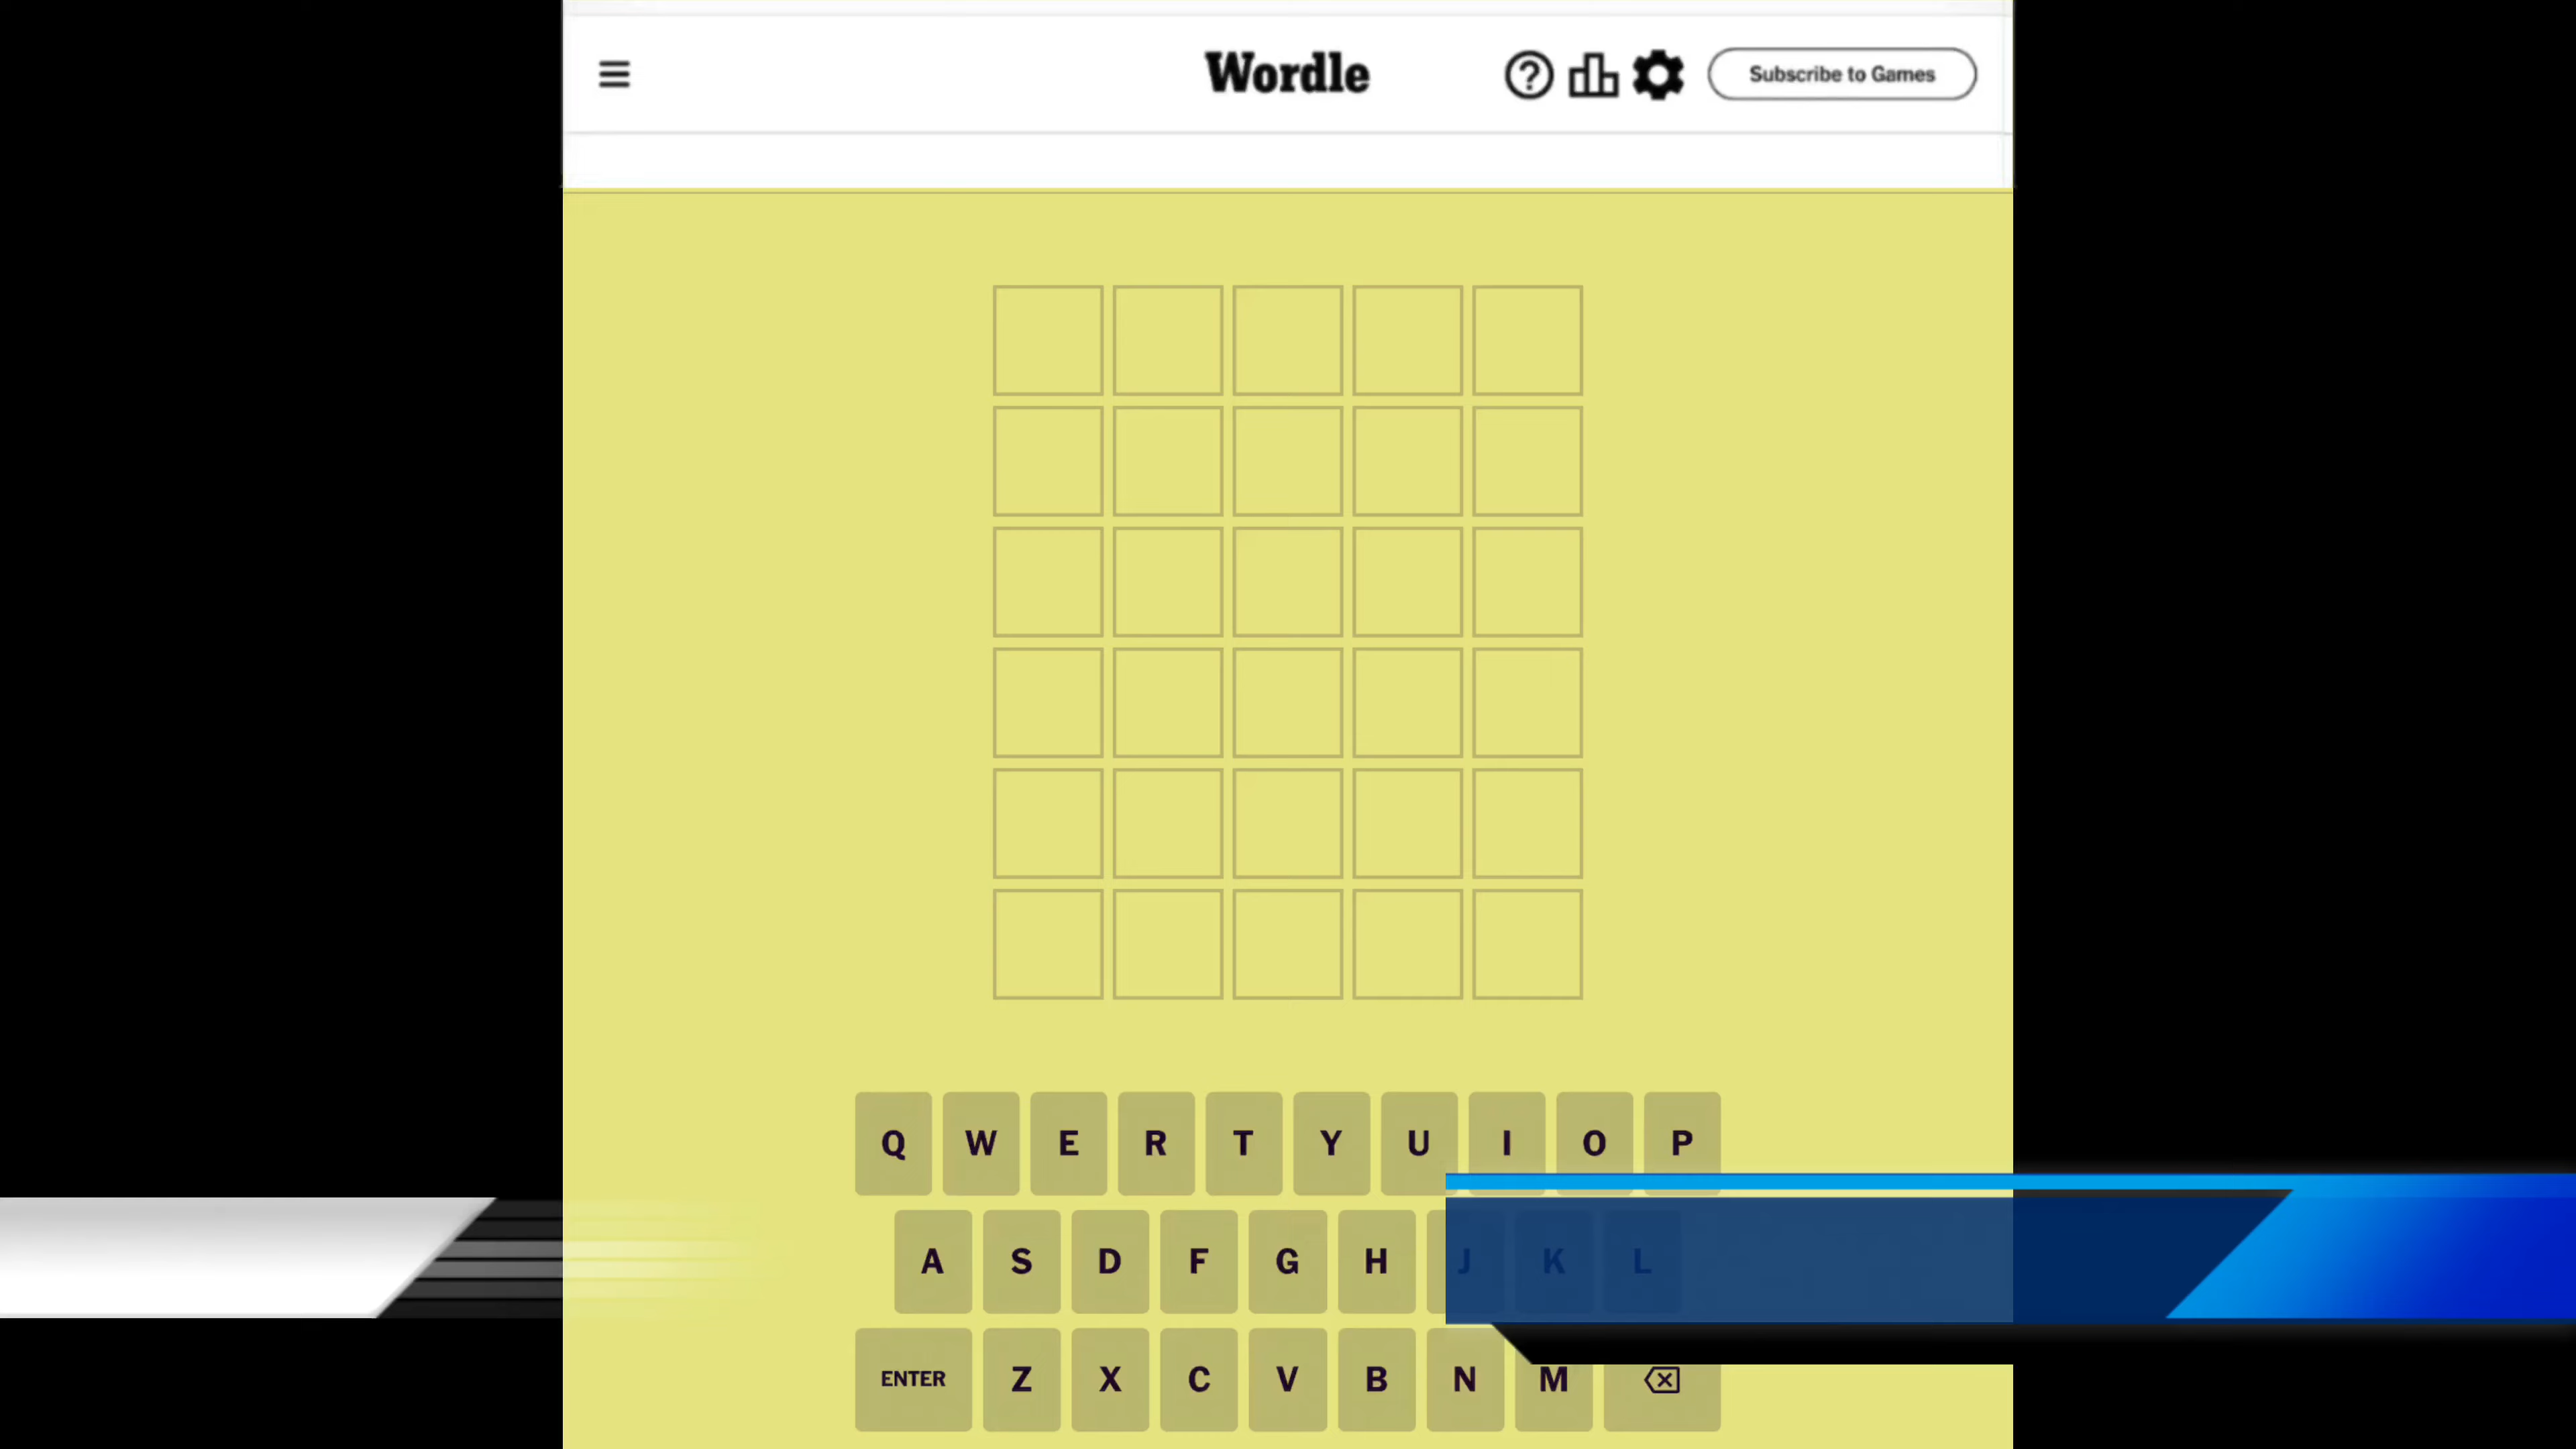 Wordle
Subscribe to Games
Q W E R T Y U I O P
A S D F G H J K L
ENTER Z X C V B N M